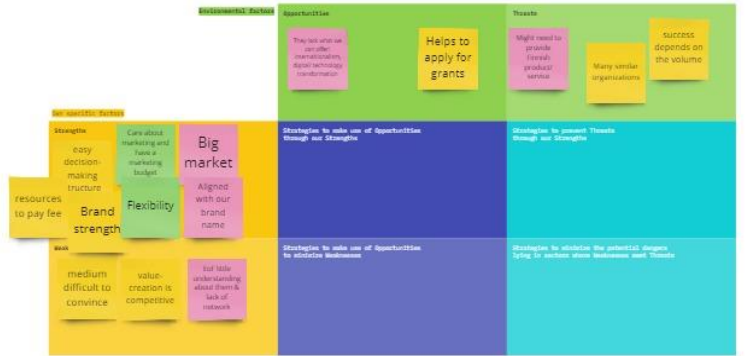 Environmental factors
Opportunities
Threats
They ask what we
can offer:
internationalization,
digital technology,
transformation
Helps to
apply for
grants
Might need to
provide
Finnish
product/
service
Many similar
organizations
success
depends on
the volume
specific factors
Strengths
easy
decision-
making
tructure
Care about
marketing and
have a
marketing
budget
Big
market
resources
to pay fee
Brand
strength
Flexibility
Aligned
with our
brand
name
Strategies to make use of Opportunities
through our Strengths
Strategies to prevent Threats
through our Strengths
Weak
medium
difficult to
convince
value-
creation is
competitive
little
understanding
about them &
lack of
network
Strategies to make use of Opportunities
to minimize Weaknesses
Strategies to minimize the potential dangers
lying in sectors where Weaknesses meet Threats